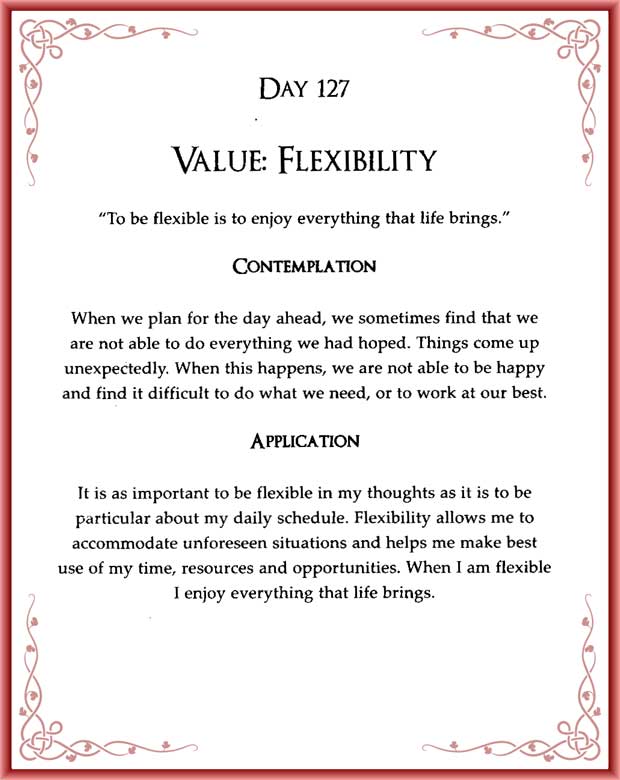 DAY 127
VALUE: FLEXIBILITY
“To be flexible is to enjoy everything that life brings.”
CONTEMPLATION
When we plan for the day ahead, we sometimes find that we
are not able to do everything we had hoped. Things come up
unexpectedly. When this happens, we are not able to be happy
and find it difficult to do what we need, or to work at our best.
APPLICATION
It is as important to be flexible in my thoughts as it is to be
particular about my daily schedule. Flexibility allows me to
accommodate unforeseen situations and helps me make best
use of my time, resources and opportunities. When I am flexible
I enjoy everything that life brings.